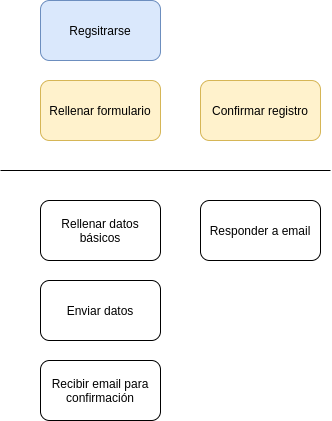 Regsitrarse
Rellenar formulario
Confirmar registro
Rellenar datos
básicos
Responder a email
Enviar datos
Recibir email para
confirmación